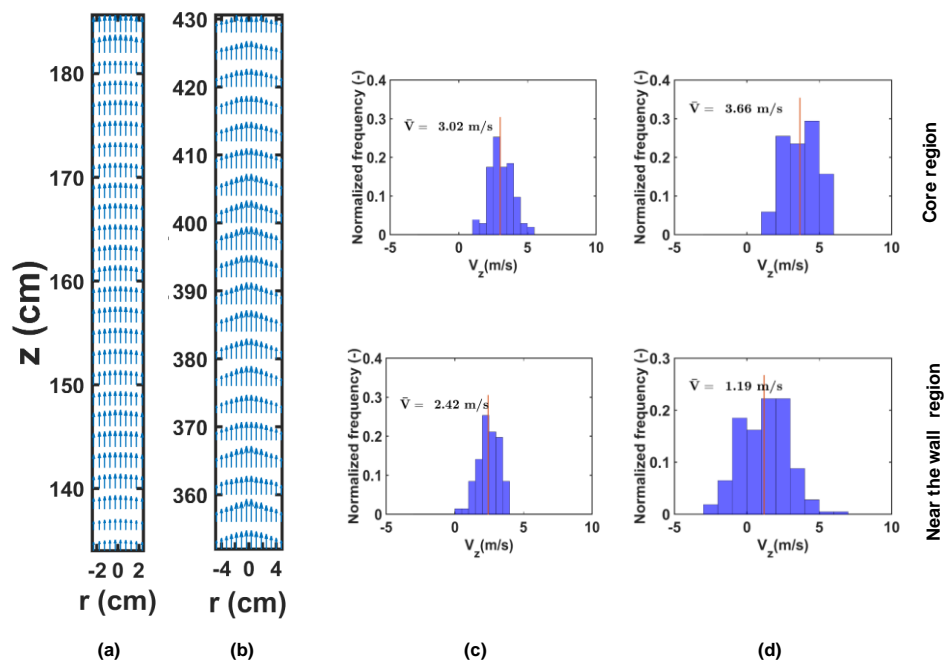 z (cm)
180
170
160
150
140
-2 0 2
r (cm)
(a)
430
420
410
400
390
380
370
360
-4 0 4
r (cm)
(b)
Normalized frequency (-)
0.4
0.3
0.2
0.1
0
V̄ = 3.02 m/s
-5 0 5 10
V_z(m/s)
Normalized frequency (-)
0.4
0.3
0.2
0.1
0
V̄ = 3.66 m/s
-5 0 5 10
V_z(m/s)
Core region
Normalized frequency (-)
0.4
0.3
0.2
0.1
0
V̄ = 2.42 m/s
-5 0 5 10
V_z(m/s)
(c)
Normalized frequency (-)
0.3
0.2
0.1
0
V̄ = 1.19 m/s
-5 0 5 10
V_z(m/s)
(d)
Near the wall region